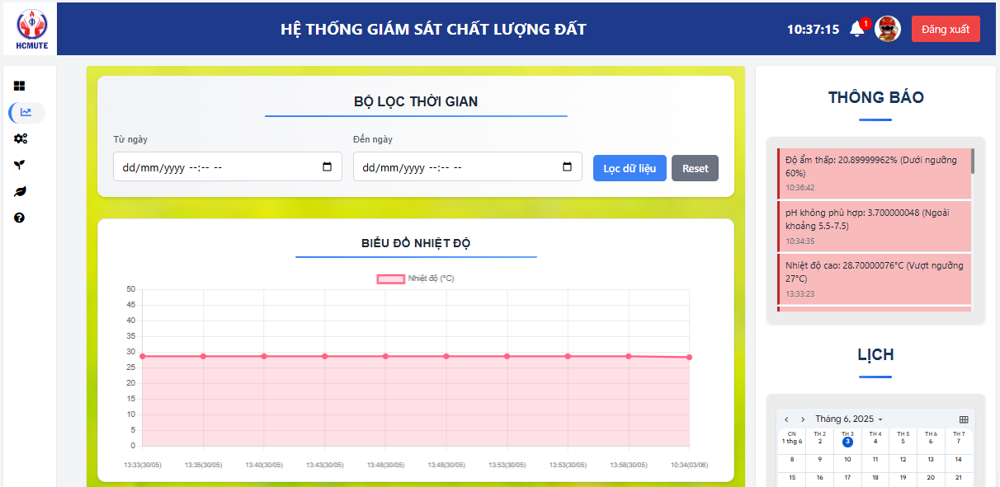 HCMUTE
HỆ THỐNG GIÁM SÁT CHẤT LƯỢNG ĐẤT
10:37:15
1
Đăng xuất
BỘ LỌC THỜI GIAN
Từ ngày
Đến ngày
dd/mm/yyyy --:-- --
dd/mm/yyyy --:-- --
Lọc dữ liệu
Reset
BIỂU ĐỒ NHIỆT ĐỘ
Nhiệt độ (°C)
50
45
40
35
30
25
20
15
10
5
0
13:33(30/05) 13:35(30/05) 13:40(30/05) 13:43(30/05) 13:48(30/05) 13:48(30/05) 13:53(30/05) 13:53(30/05) 13:58(30/05) 10:34(03/06)
THÔNG BÁO
Độ ẩm thấp: 20.89999962% (Dưới ngưỡng
60%)
10:36:42
pH không phù hợp: 3.700000048 (Ngoài
khoảng 5.5-7.5)
10:34:35
Nhiệt độ cao: 28.70000076°C (Vượt ngưỡng
27°C)
13:33:23
LỊCH
Tháng 6, 2025
CN TH 2 TH 3 TH 4 TH 5 TH 6 TH 7
1 thg 6 2 3 4 5 6 7
8 9 10 11 12 13 14
15 16 17 18 19 20 21